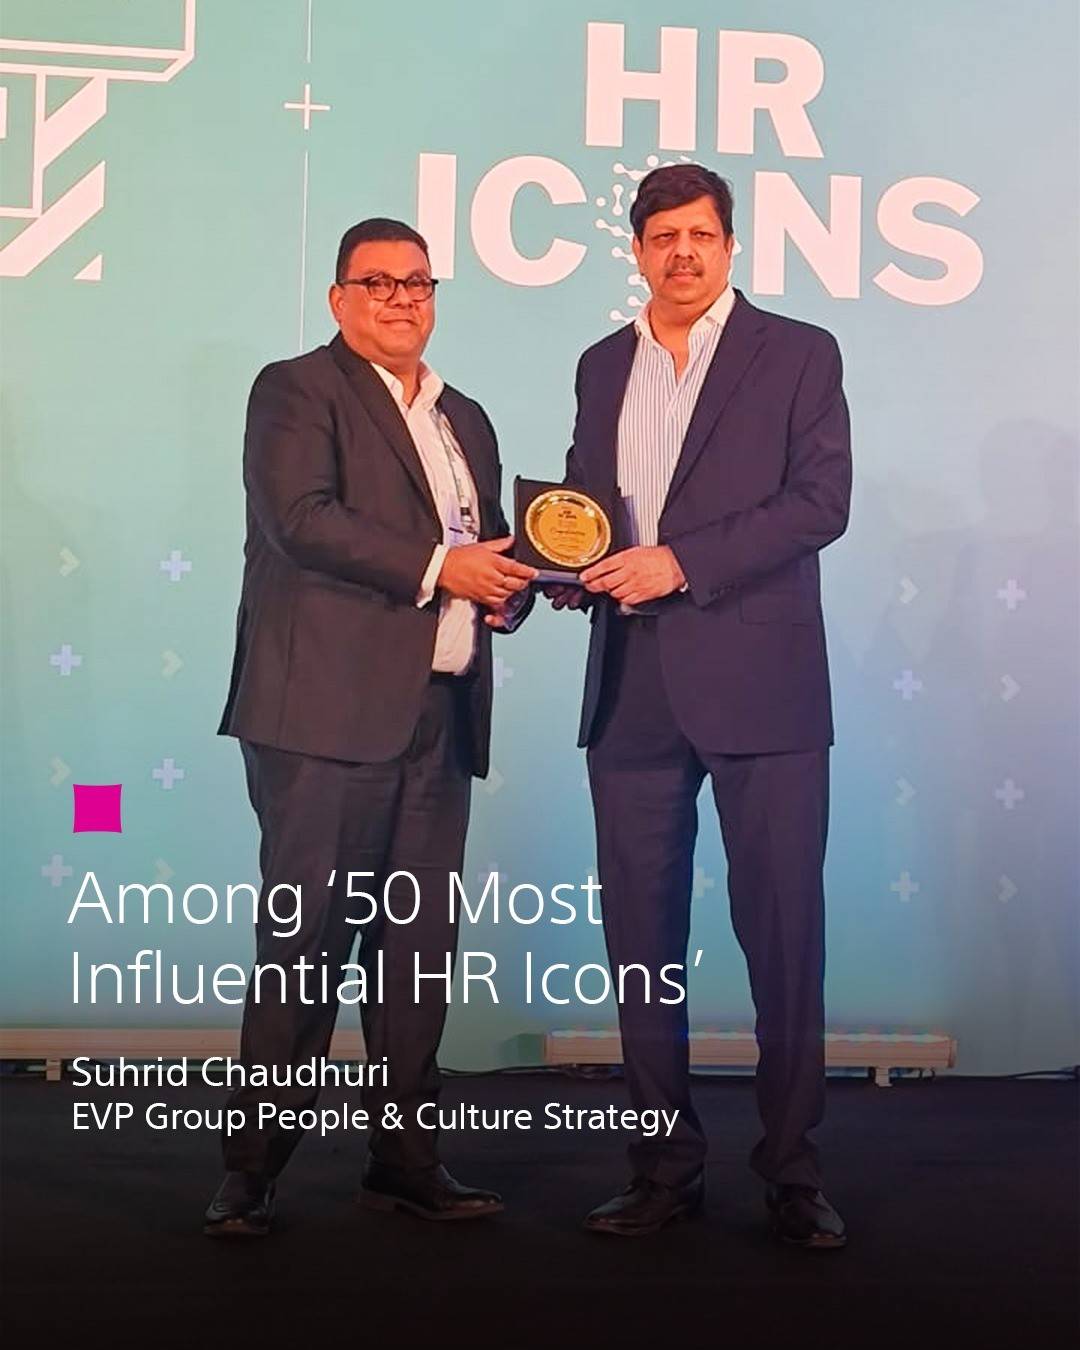 HR
ICONS
Among ‘50 Most
Influential HR Icons’
Suhrid Chaudhuri
EVP Group People & Culture Strategy